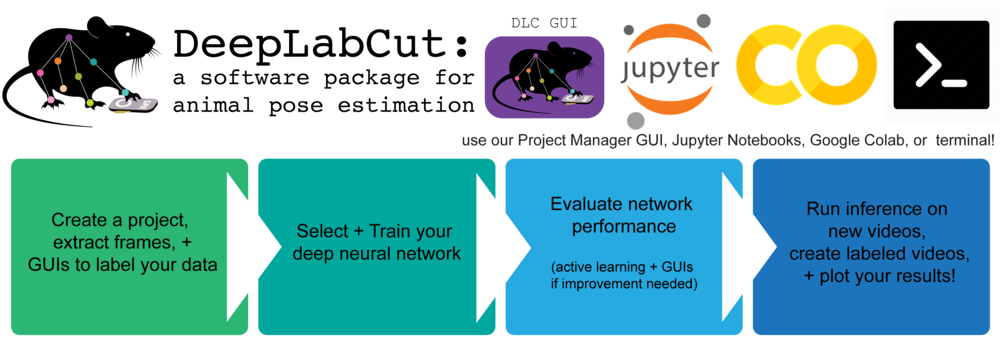 DeepLabCut:
a software package for
animal pose estimation
DLC GUI
jupyter
use our Project Manager GUI, Jupyter Notebooks, Google Colab, or terminal!
Create a project,
extract frames, +
GUIs to label your data
Select + Train your
deep neural network
Evaluate network
performance
(active learning + GUIs
if improvement needed)
Run inference on
new videos,
create labeled videos,
+ plot your results!